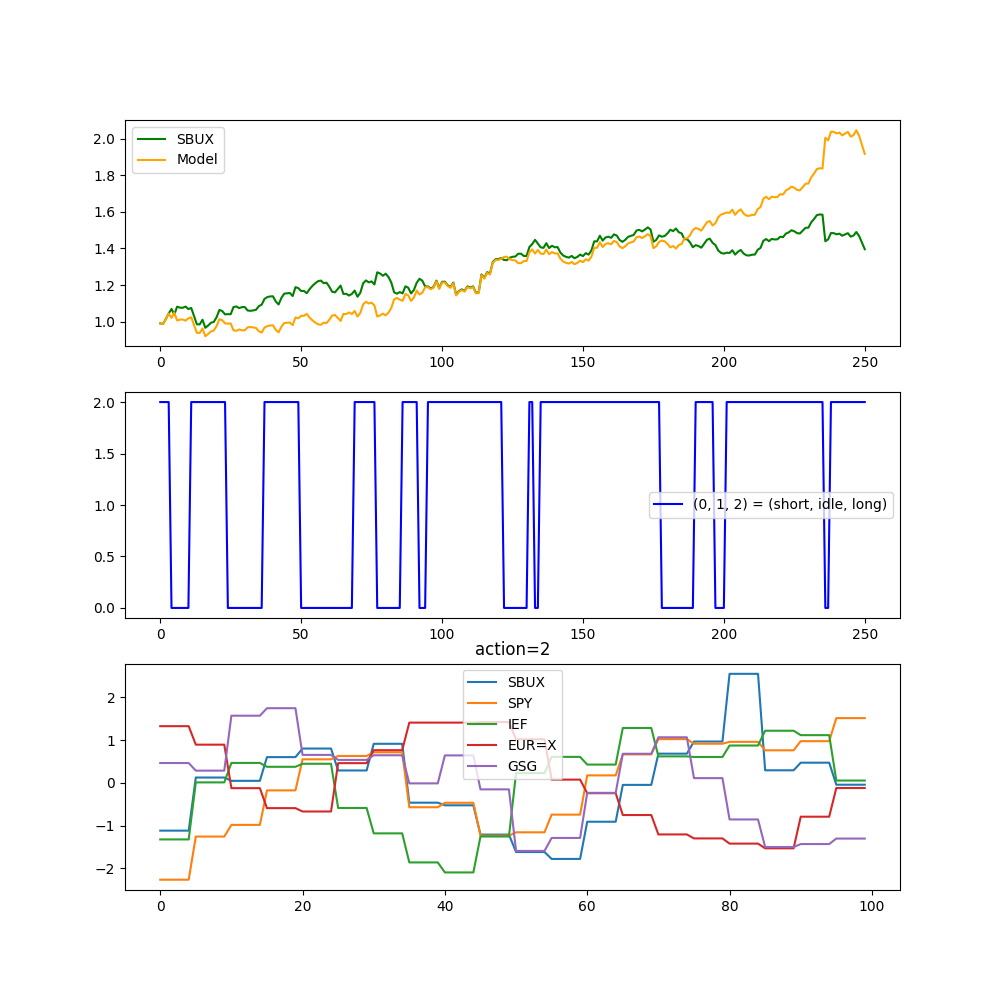 SBUX
Model
2.0
1.8
1.6
1.4
1.2
1.0
0 50 100 150 200 250
2.0
1.5
1.0
0.5
0.0
(0, 1, 2) = (short, idle, long)
0 50 100 150 200 250
action=2
SBUX
SPY
IEF
EUR=X
GSG
2
1
0
−1
−2
0 20 40 60 80 100